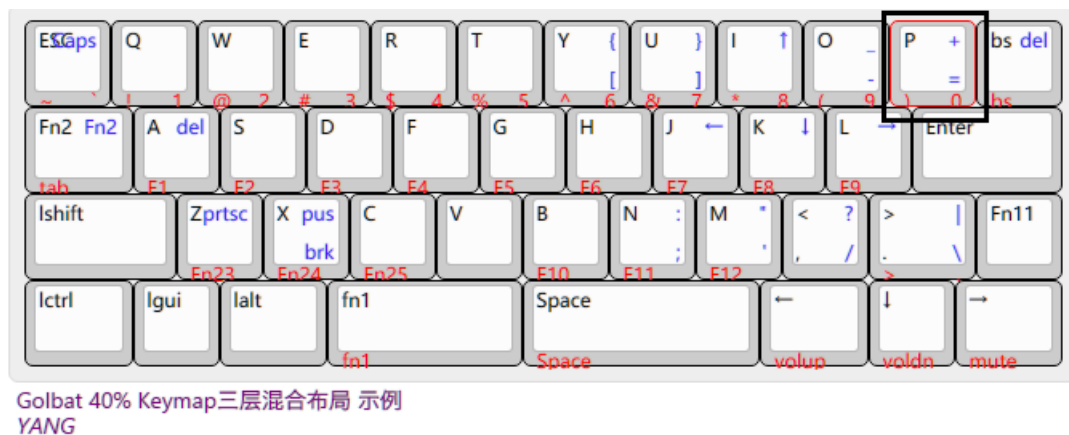 ESC Caps Q W E R T Y { U } I ↑ O _ P + bs del
[ ] - =
~ ` ! 1 @ 2 # 3 $ 4 % 5 ^ 6 & 7 * 8 ( 9 ) 0 bs
Fn2 Fn2 A del S D F G H J ← K ↓ L → Enter
tab F1 F2 F3 F4 F5 F6 F7 F8 F9
lshift Z prtsc X pus C V B N : M " < ? > | Fn11
brk ; ' , / . \
Fn23 Fn24 Fn25 F10 F11 F12 >
lctrl lgui lalt fn1 Space ← ↓ →
fn1 Space volup voldn mute
Golbat 40% Keymap三层混合布局 示例
YANG